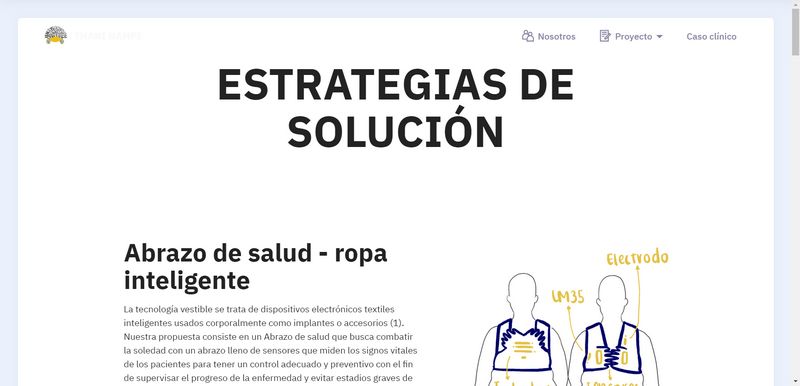 Nosotros
Proyecto
Caso clínico
ESTRATEGIAS DE
SOLUCIÓN
Abrazo de salud - ropa
inteligente
La tecnología vestible se trata de dispositivos electrónicos textiles
inteligentes usados corporalmente como implantes o accesorios (1).
Nuestra propuesta consiste en un Abrazo de salud que busca combatir
la soledad con un abrazo lleno de sensores que miden los signos vitales
de los pacientes para tener un control adecuado y preventivo con el fin
de supervisar el progreso de la enfermedad y evitar estadios graves de
Electrodo
LM35